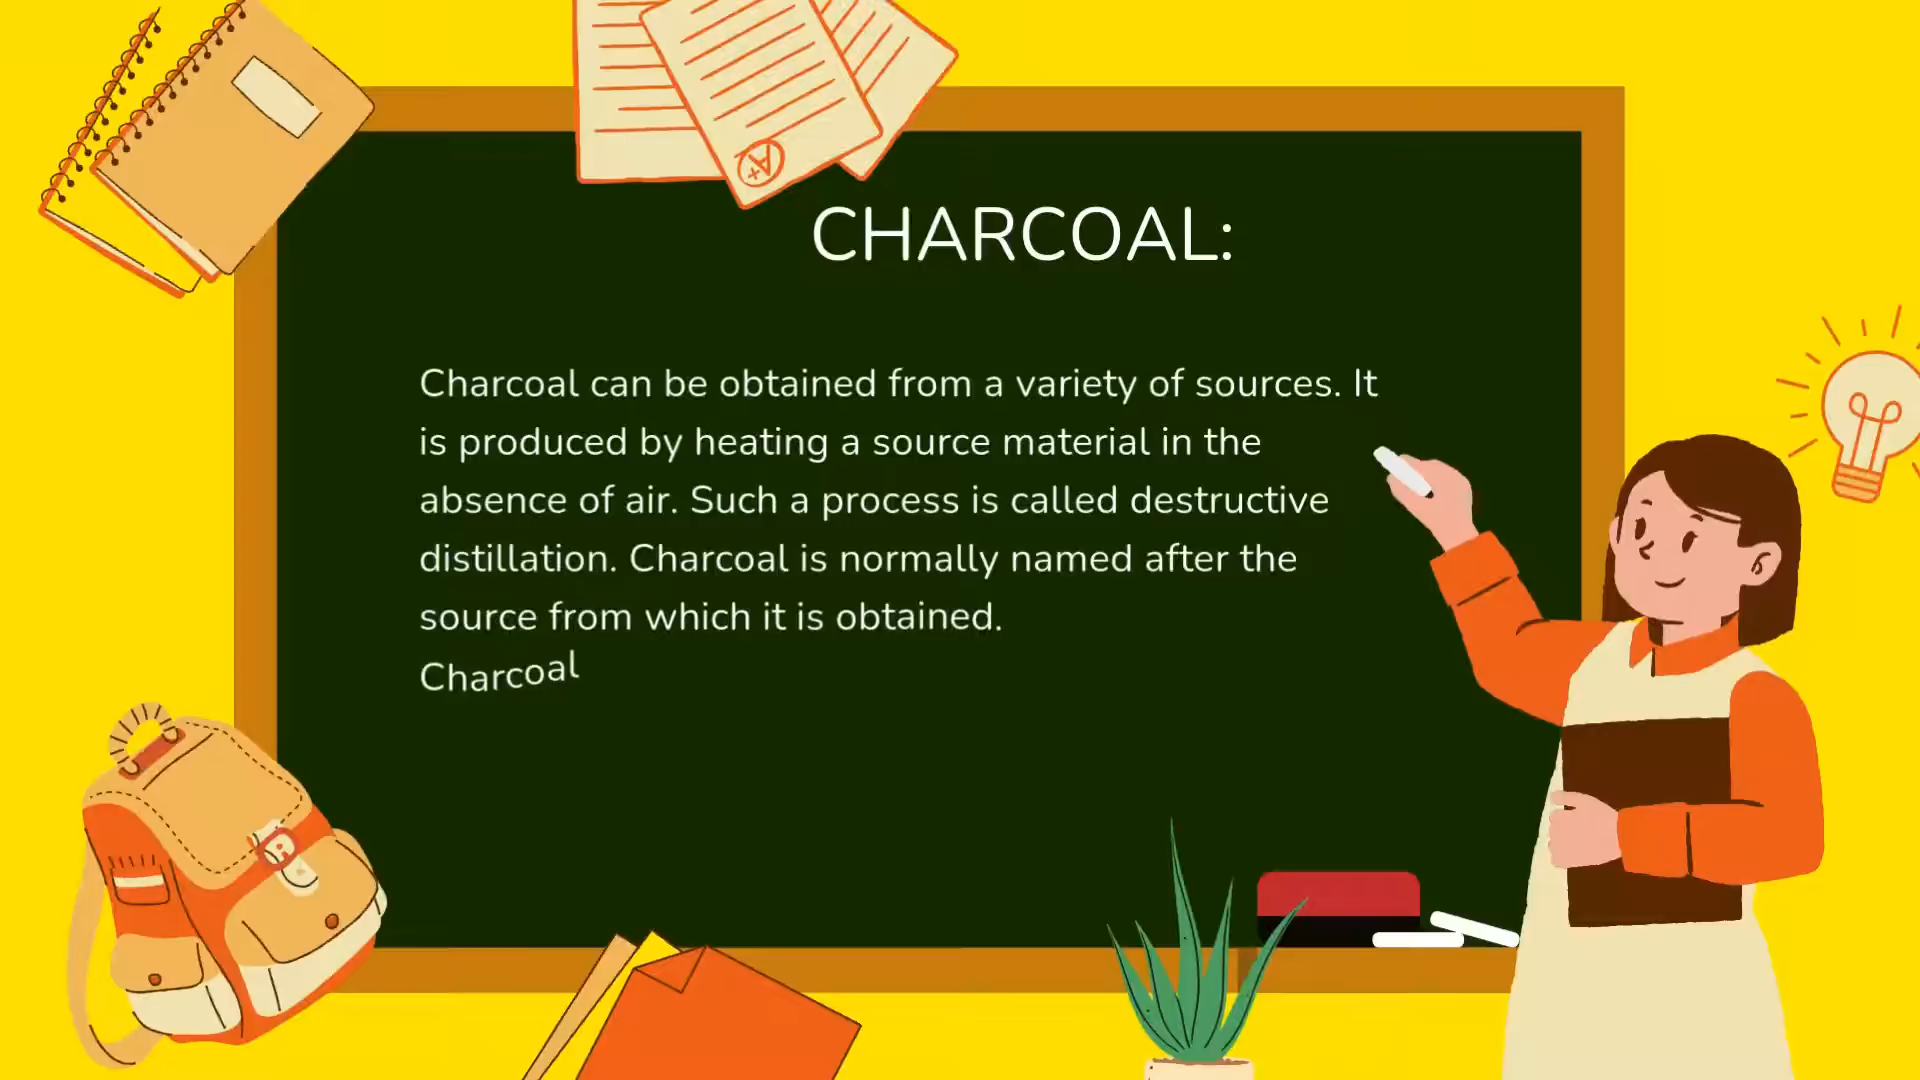 A+
CHARCOAL:
Charcoal can be obtained from a variety of sources. It
is produced by heating a source material in the
absence of air. Such a process is called destructive
distillation. Charcoal is normally named after the
source from which it is obtained.
Charcoal